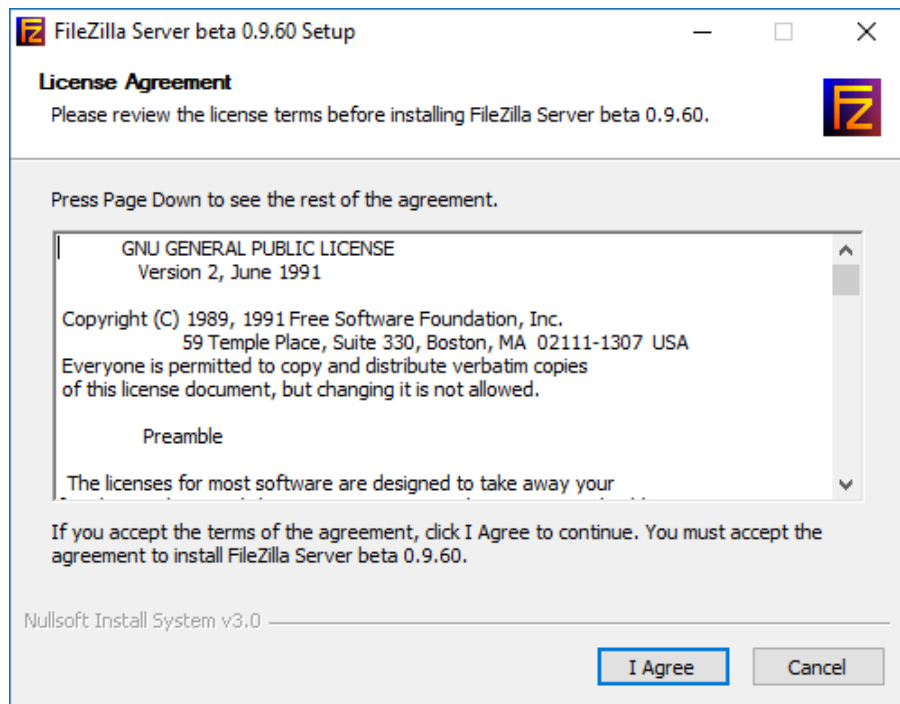 FileZilla Server beta 0.9.60 Setup
License Agreement
Please review the license terms before installing FileZilla Server beta 0.9.60.
Press Page Down to see the rest of the agreement.
GNU GENERAL PUBLIC LICENSE
Version 2, June 1991
Copyright (C) 1989, 1991 Free Software Foundation, Inc.
59 Temple Place, Suite 330, Boston, MA 02111-1307 USA
Everyone is permitted to copy and distribute verbatim copies
of this license document, but changing it is not allowed.
Preamble
The licenses for most software are designed to take away your
If you accept the terms of the agreement, click I Agree to continue. You must accept the
agreement to install FileZilla Server beta 0.9.60.
Nullsoft Install System v3.0
I Agree Cancel